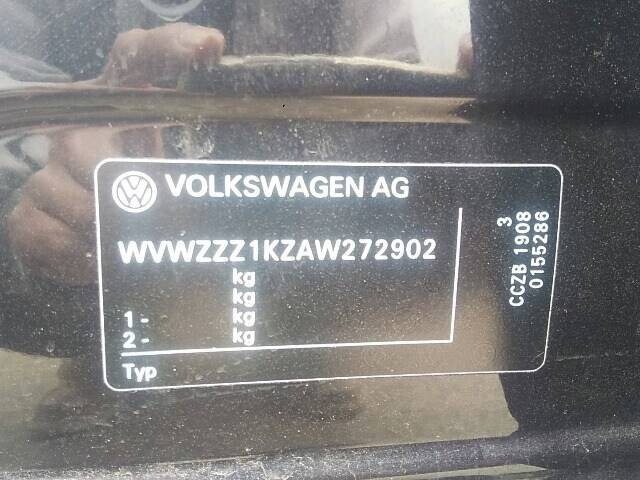 VOLKSWAGEN AG
WVWZZZ1KZAW272902
kg
kg
1 - kg
2 - kg
Typ
3
CCZB 1908
0155286